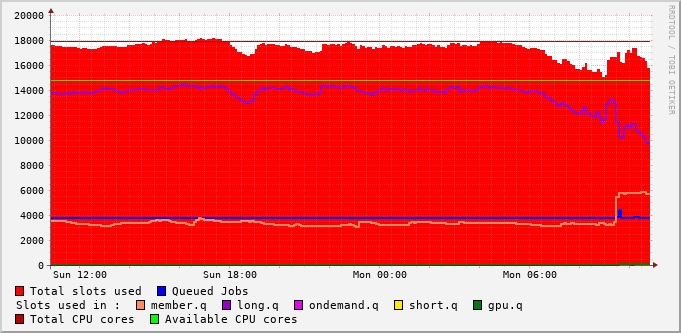 20000
18000
16000
14000
12000
10000
8000
6000
4000
2000
0
Sun 12:00 Sun 18:00 Mon 00:00 Mon 06:00
RRDTOOL / TOBI OETIKER
Total slots used Queued Jobs
Slots used in : member.q long.q ondemand.q short.q gpu.q
Total CPU cores Available CPU cores